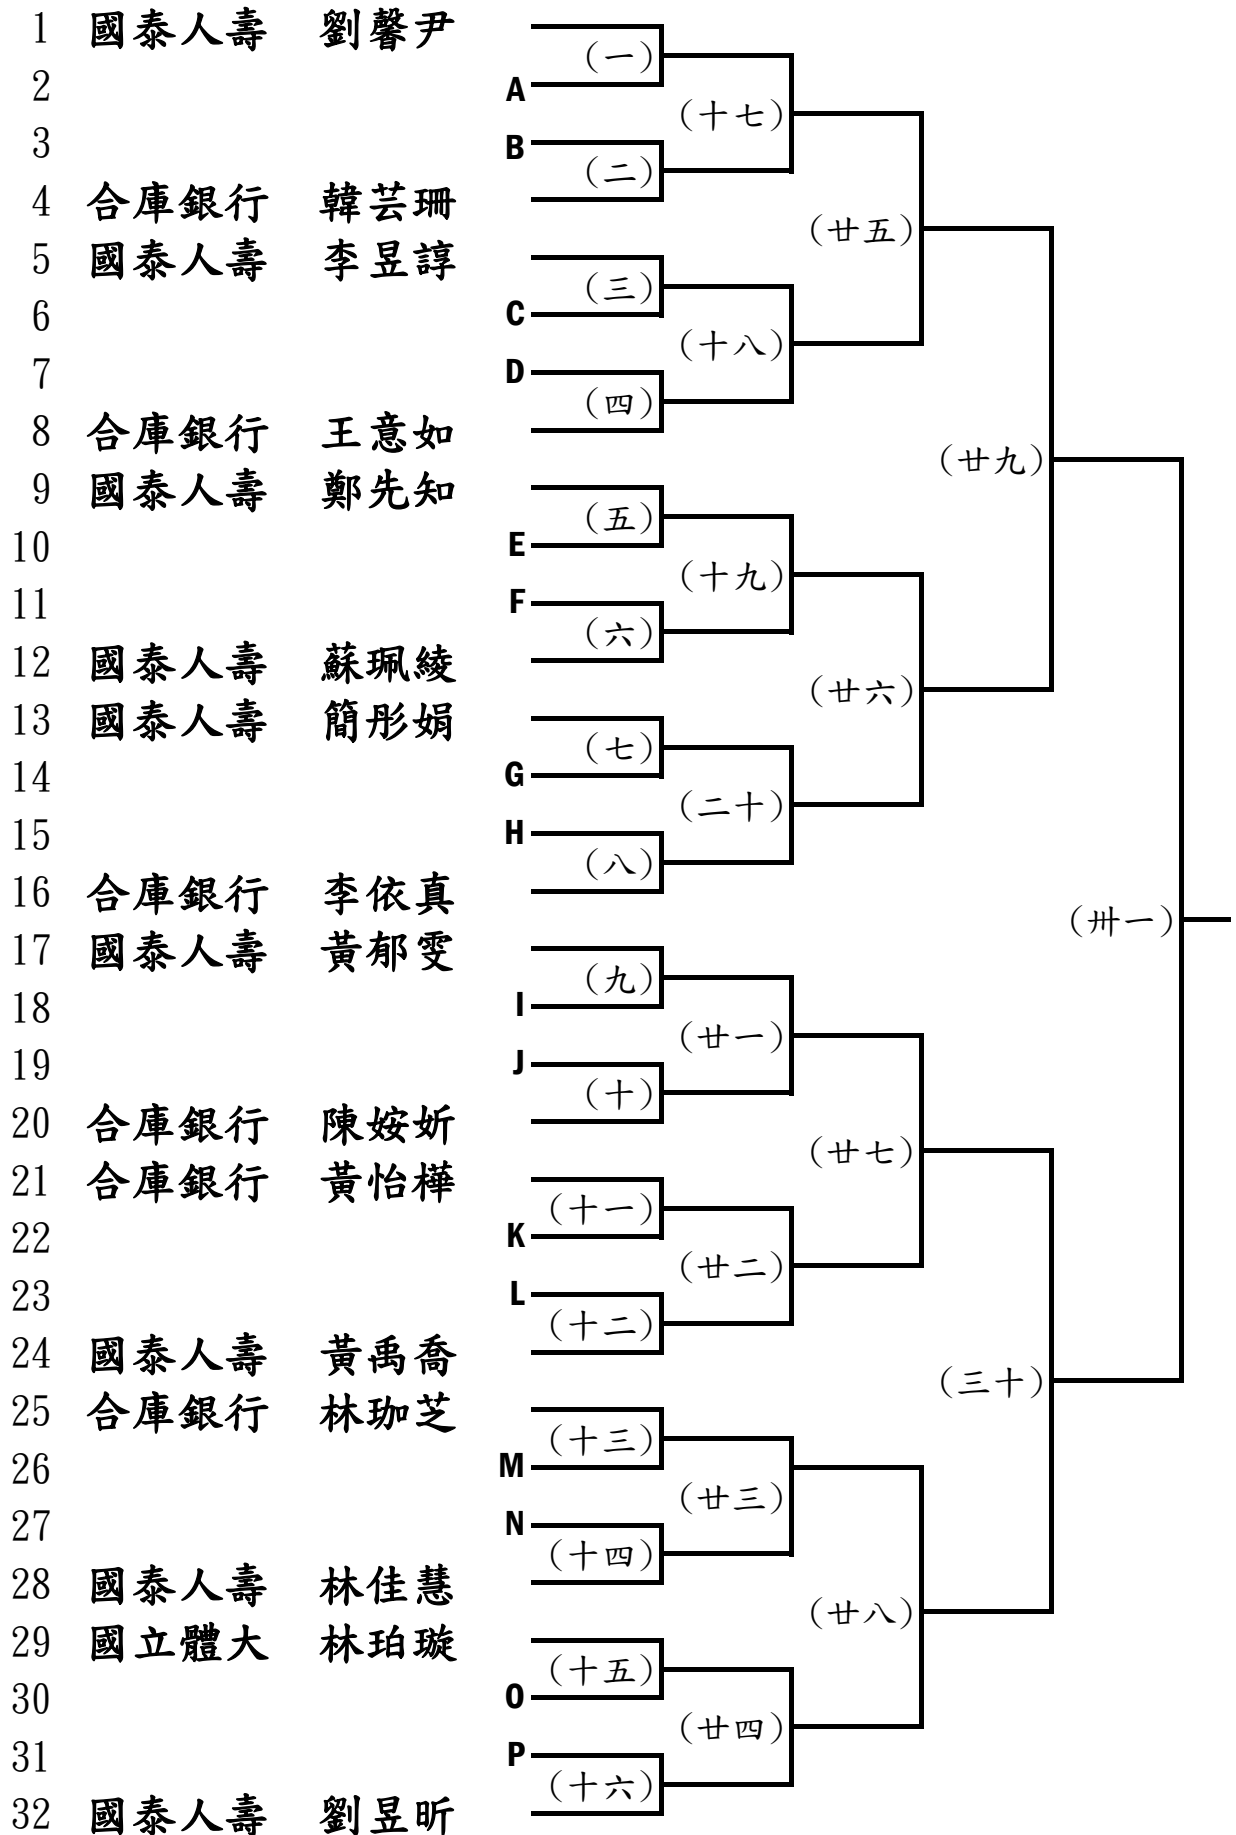 1 國泰人壽 劉馨尹
(一)
2 A
(十七)
3 B
(二)
4 合庫銀行 韓芸珊
(廿五)
5 國泰人壽 李昱諄
(三)
6 C
(十八)
7 D
(四)
8 合庫銀行 王意如
(廿九)
9 國泰人壽 鄭先知
(五)
10 E
(十九)
11 F
(六)
12 國泰人壽 蘇珮綾
(廿六)
13 國泰人壽 簡彤娟
(七)
14 G
(二十)
15 H
(八)
16 合庫銀行 李依真
(卅一)
17 國泰人壽 黃郁雯
(九)
18 I
(廿一)
19 J
(十)
20 合庫銀行 陳姲妡
(廿七)
21 合庫銀行 黃怡樺
(十一)
22 K
(廿二)
23 L
(十二)
24 國泰人壽 黃禹喬
(三十)
25 合庫銀行 林珈芝
(十三)
26 M
(廿三)
27 N
(十四)
28 國泰人壽 林佳慧
(廿八)
29 國立體大 林珀璇
(十五)
30 O
(廿四)
31 P
(十六)
32 國泰人壽 劉昱昕